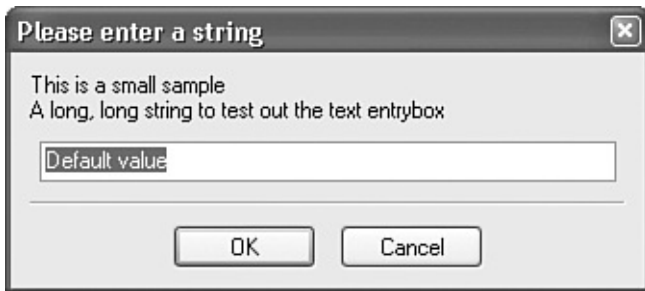 Please enter a string
This is a small sample
A long, long string to test out the text entrybox
Default value
OK
Cancel